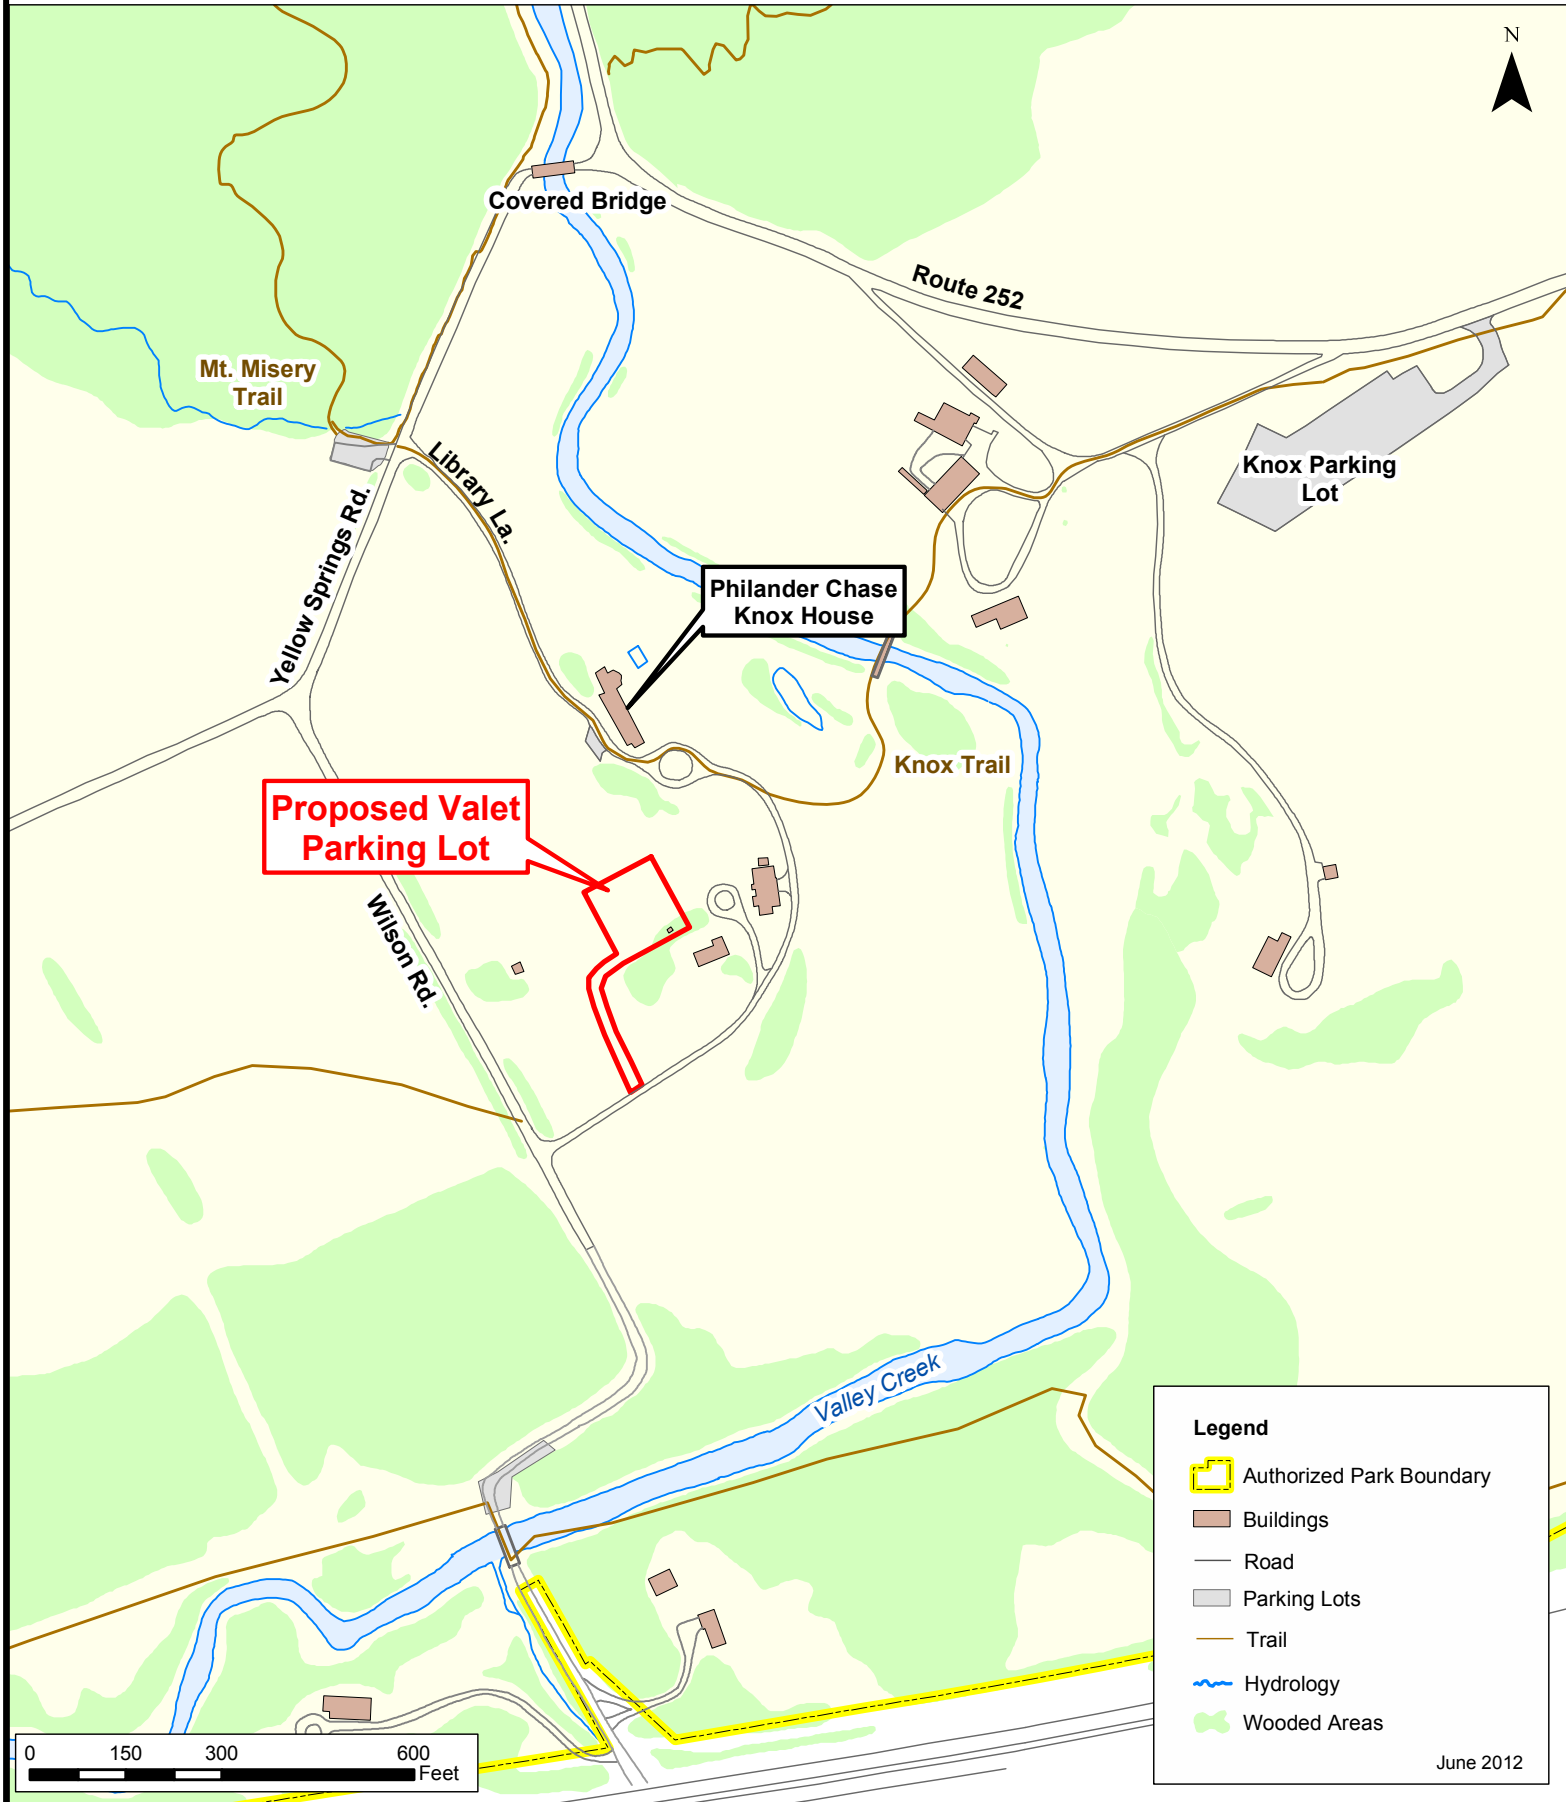 N
Covered Bridge
Route 252
Mt. Misery
Trail
Library La.
Knox Parking
Lot
Yellow Springs Rd.
Philander Chase
Knox House
Knox Trail
Proposed Valet
Parking Lot
Wilson Rd.
Valley Creek
Legend
Authorized Park Boundary
Buildings
Road
Parking Lots
Trail
Hydrology
Wooded Areas
June 2012
0 150 300 600
Feet